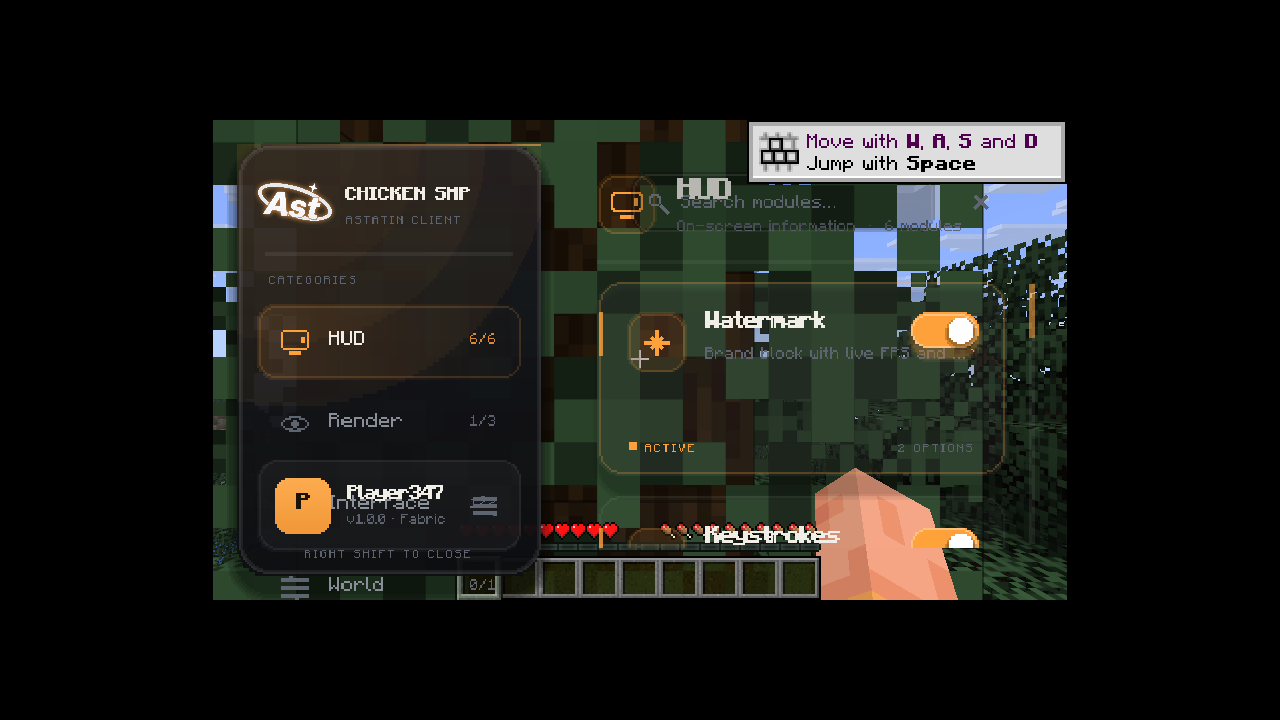 Move with W, A, S and D
Jump with Space
Ast
CHICKEN SMP
ASTATIN CLIENT
CATEGORIES
HUD
6/6
Render
1/3
P
Player347
Interface
v1.0.0 · Fabric
RIGHT SHIFT TO CLOSE
World
0/1
HUD
Search modules...
On-screen information · 6 modules
Watermark
Brand block with live FPS and ...
ACTIVE
2 OPTIONS
Keystrokes